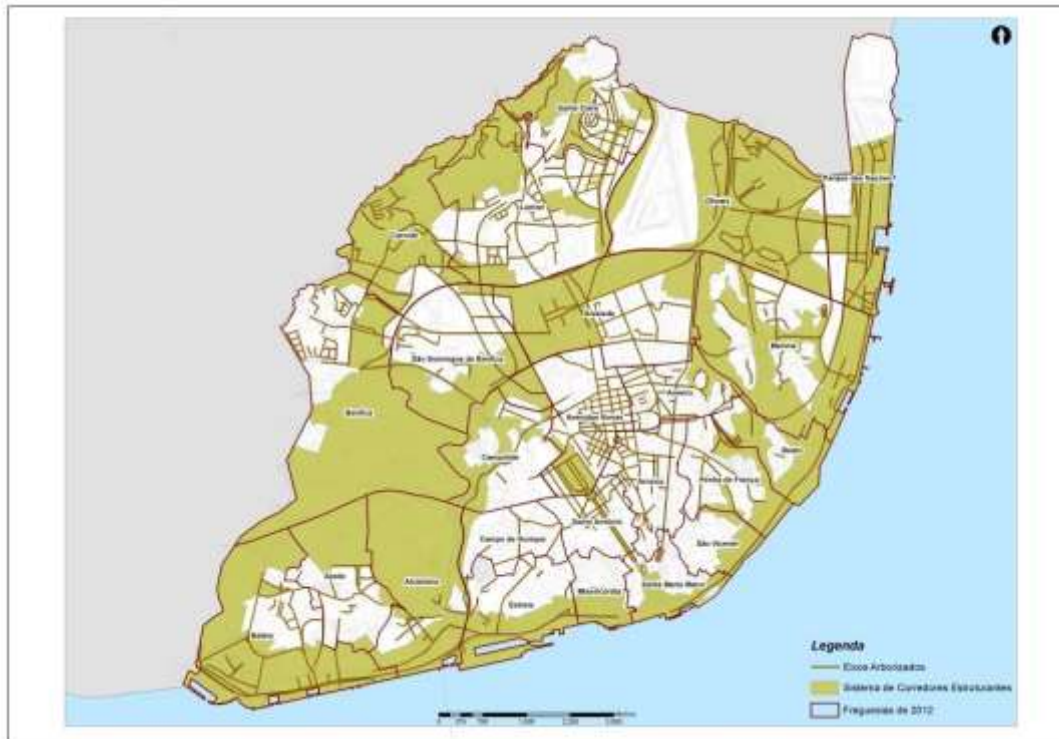 Santa Clara
Parque das Nações
Lumiar
Olivais
Carnide
Alvalade
São Domingos de Benfica
Marvila
Areeiro
Benfica
Avenidas Novas
Campolide
Beato
Arroios
Penha de França
Santo António
Campo de Ourique
São Vicente
Ajuda
Alcântara
Santa Maria Maior
Misericórdia
Estrela
Belém
Legenda
Eixos Arborizados
Sistema de Corredores Estruturantes
Freguesias de 2012